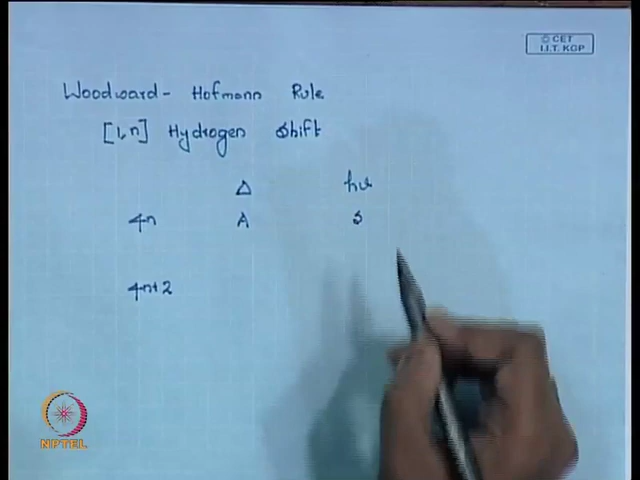 © CET
I.I.T. KGP
Woodward- Hofmann Rule
[1,n] Hydrogen shift
Δ hν
4n A S
4n+2
NPTEL